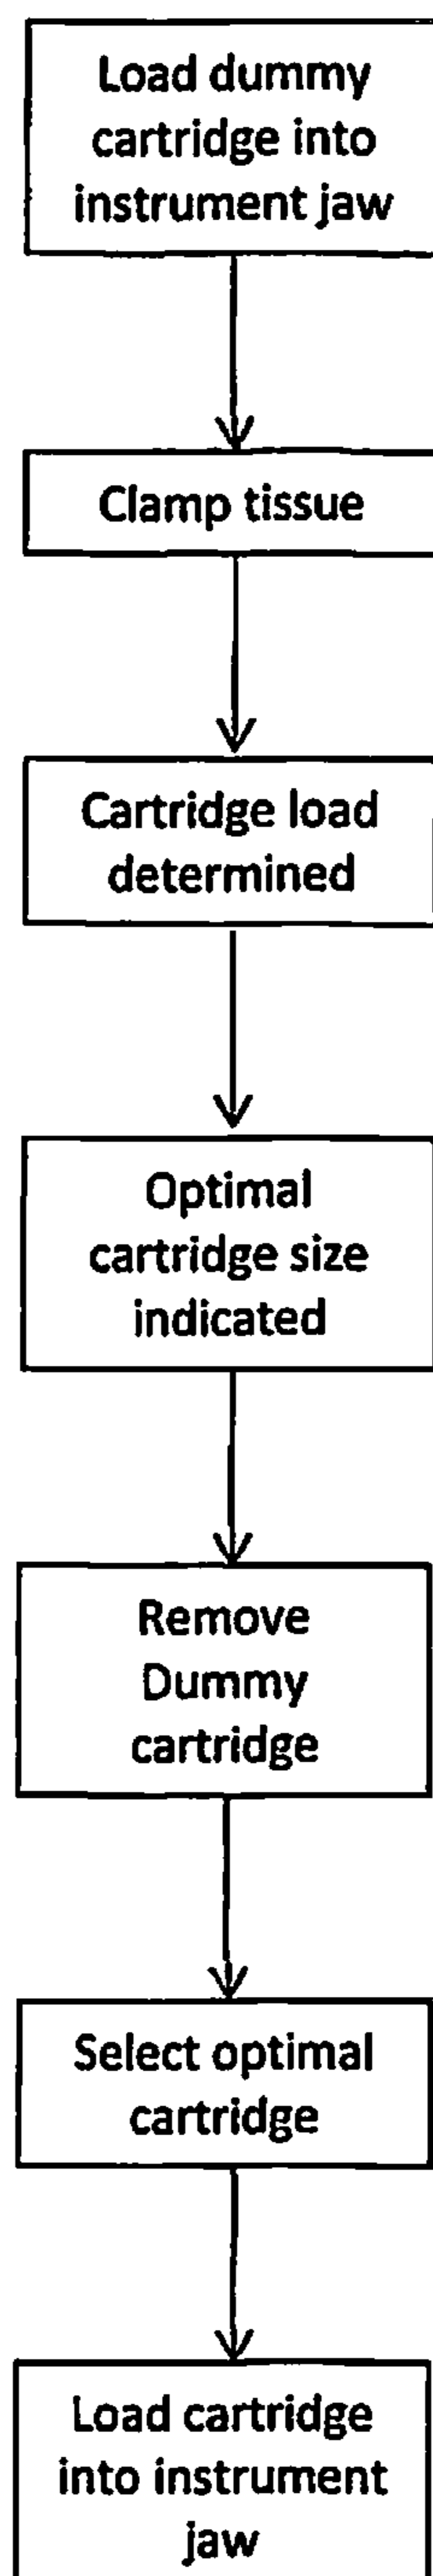 Load dummy
cartridge into
instrument jaw
Clamp tissue
Cartridge load
determined
Optimal
cartridge size
indicated
Remove
Dummy
cartridge
Select optimal
cartridge
Load cartridge
into instrument
jaw